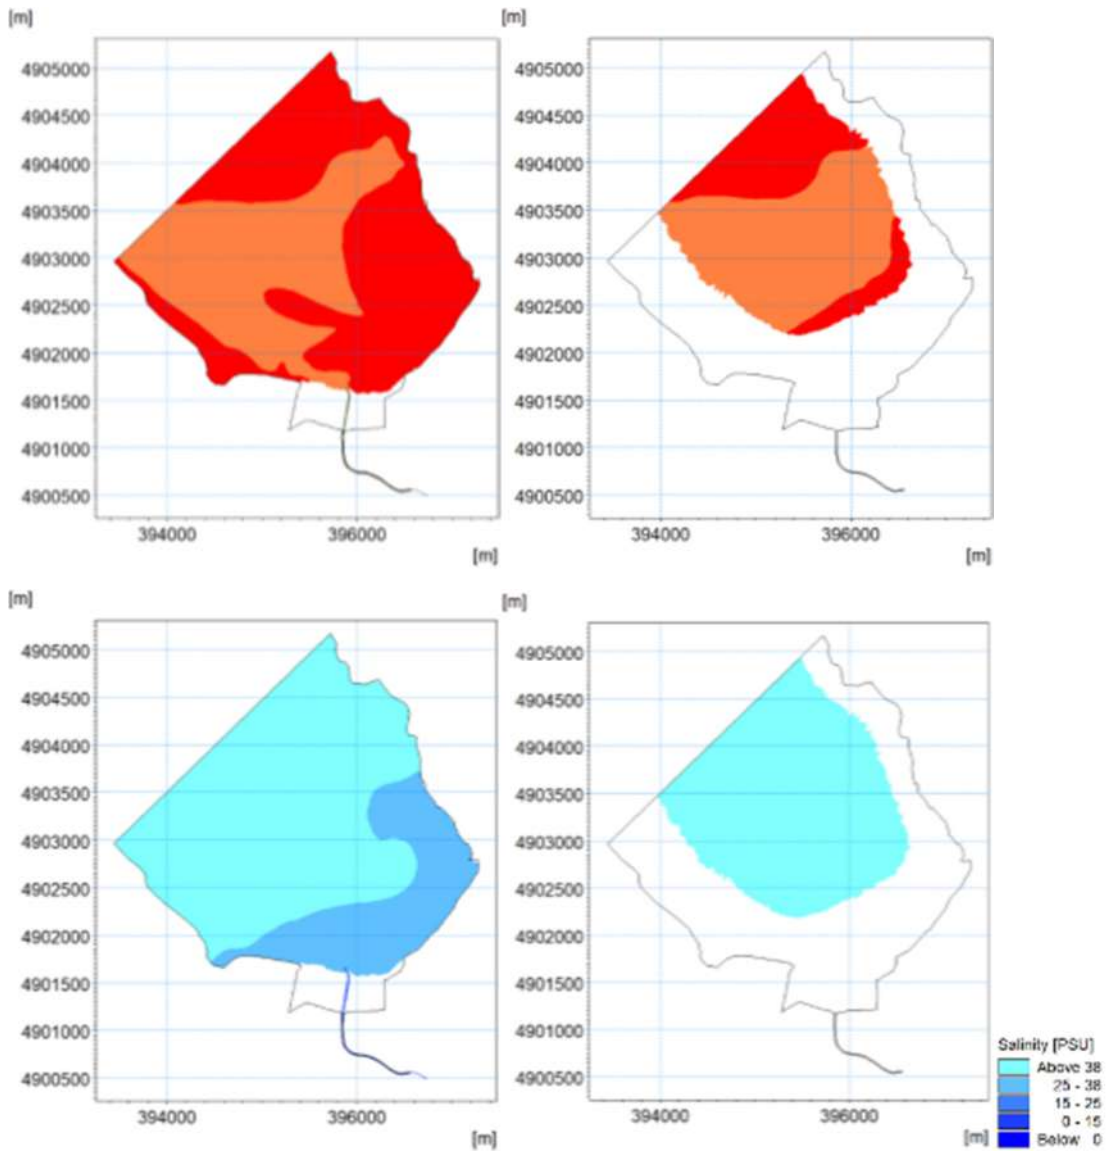 [m] [m]
4905000 4905000
4904500 4904500
4904000 4904000
4903500 4903500
4903000 4903000
4902500 4902500
4902000 4902000
4901500 4901500
4901000 4901000
4900500 4900500
394000 396000 394000 396000
[m] [m]
[m] [m]
4905000 4905000
4904500 4904500
4904000 4904000
4903500 4903500
4903000 4903000
4902500 4902500
4902000 4902000
4901500 4901500
4901000 4901000
4900500 4900500
394000 396000 394000 396000
[m] [m]
Salinity [PSU]
Above 38
25 - 38
15 - 25
0 - 15
Below 0